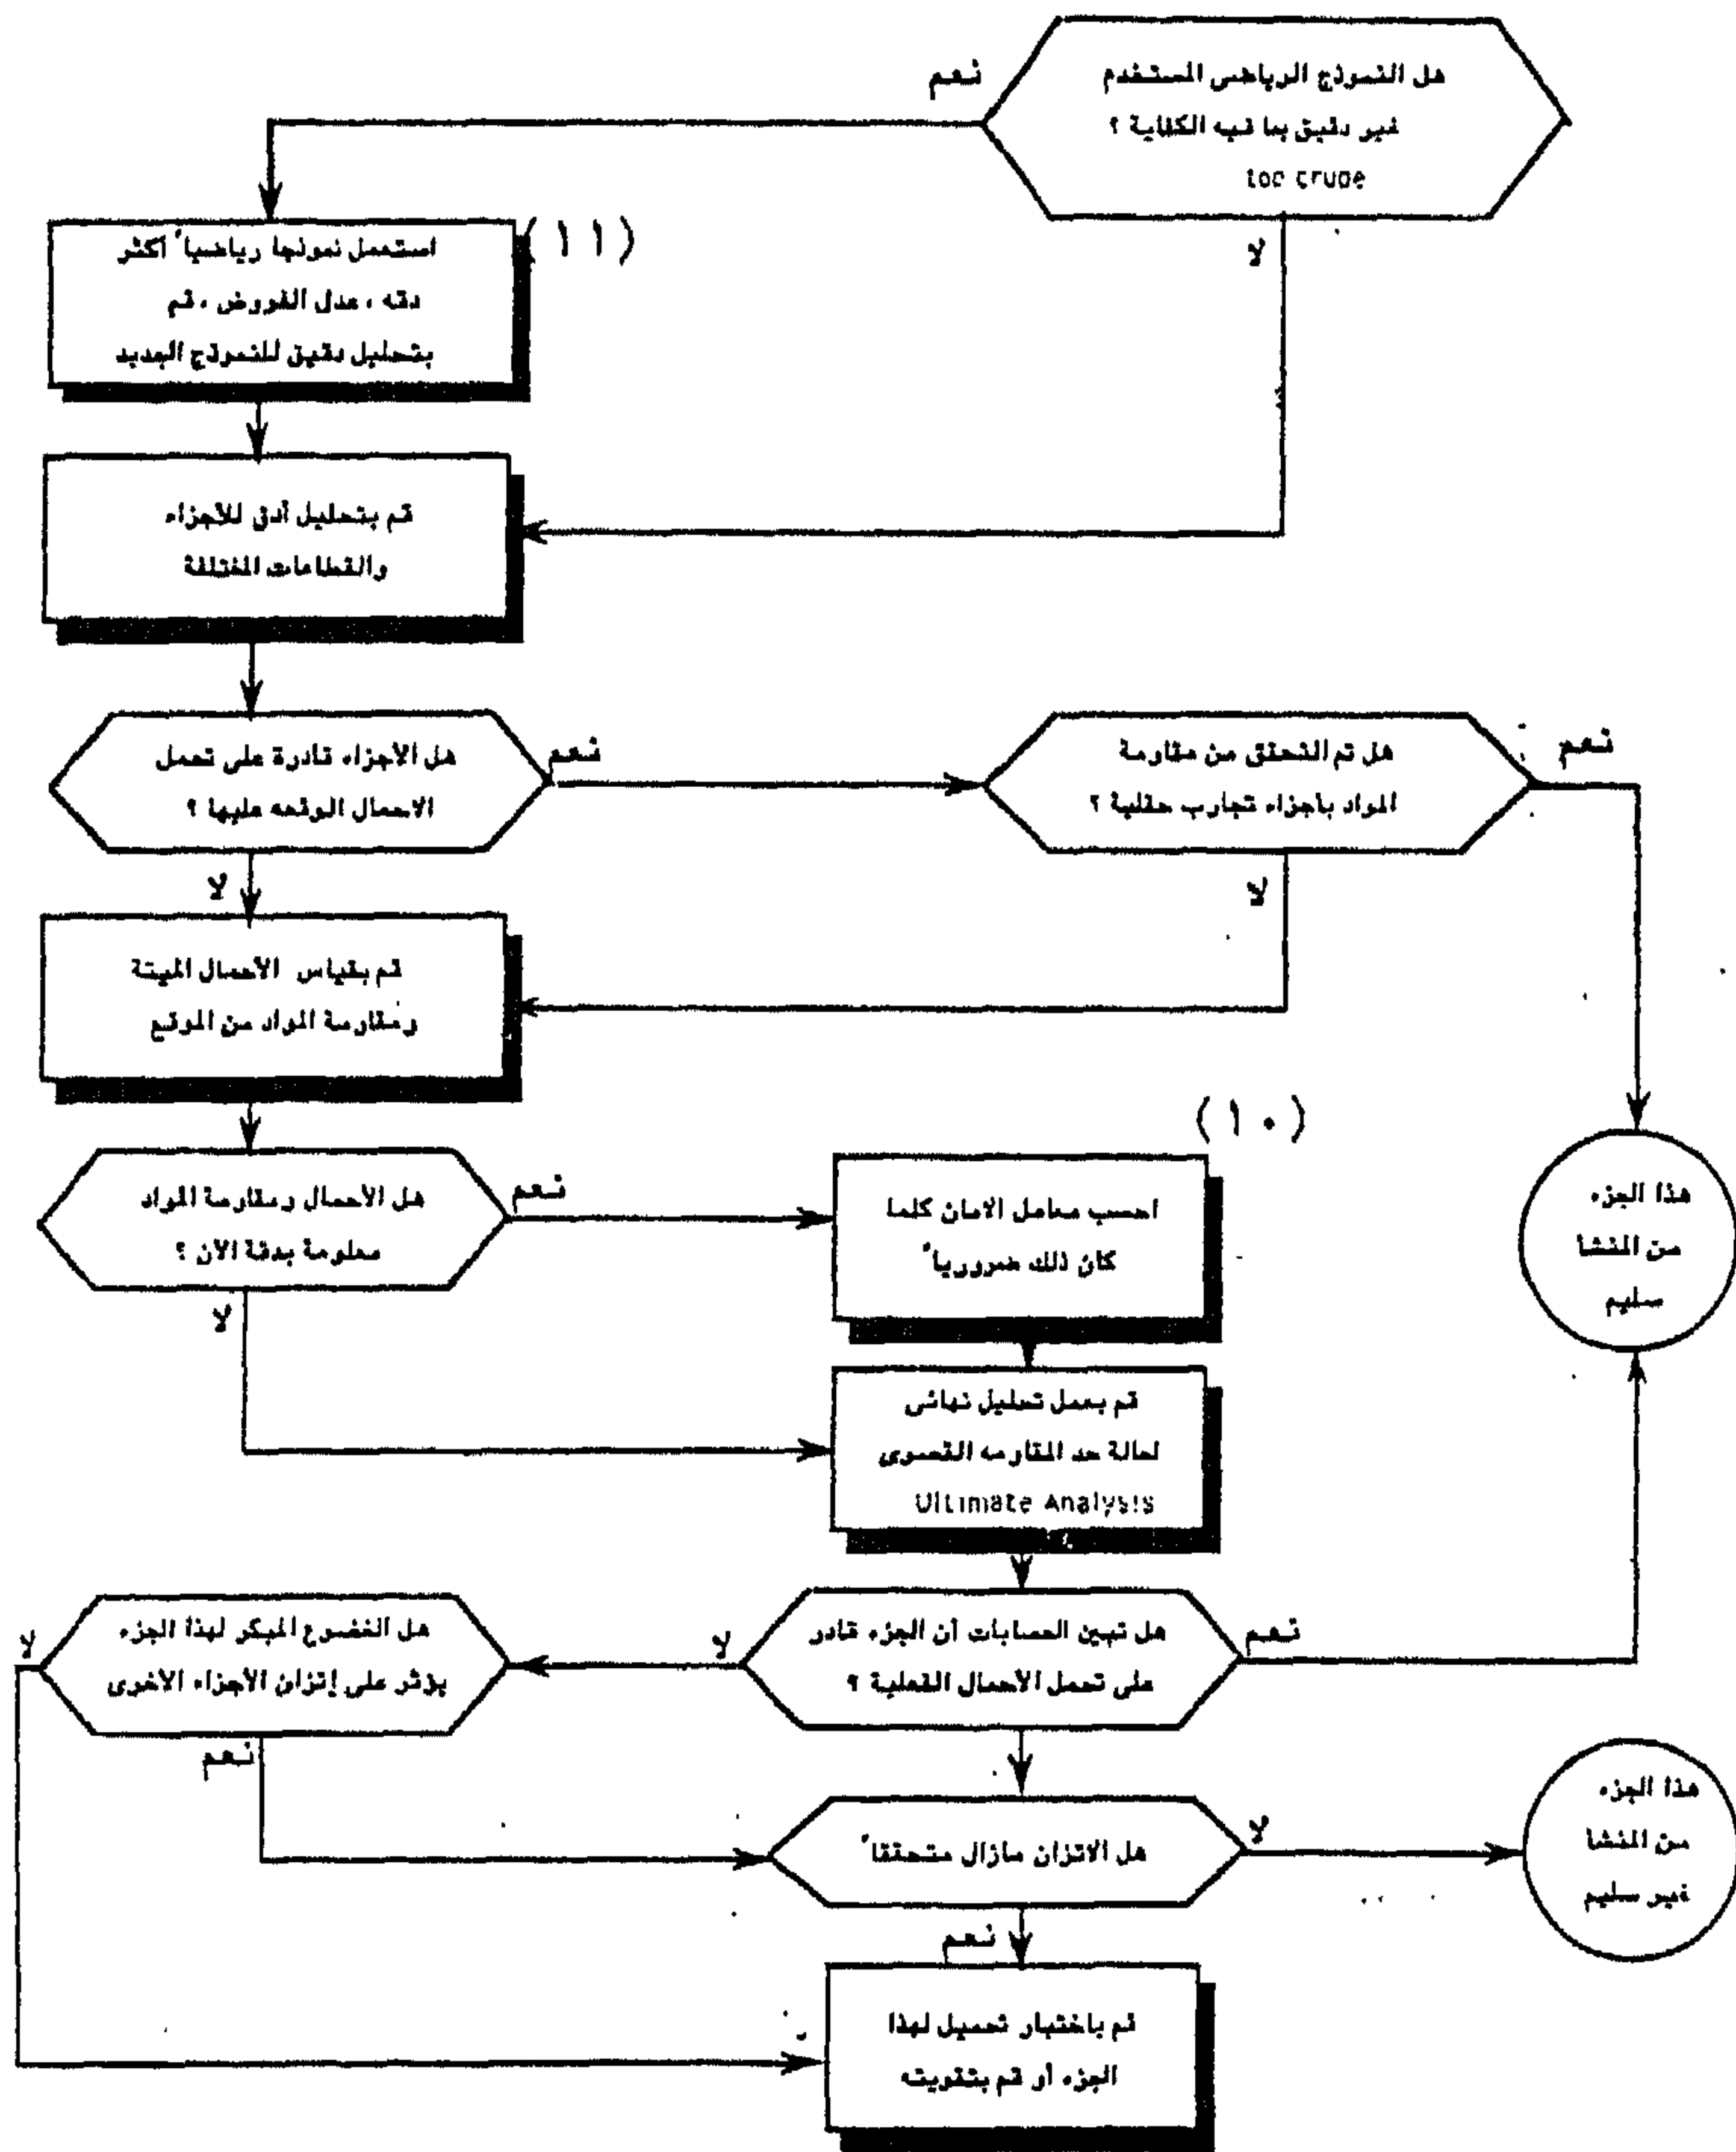 هل النموذج الرياضى المستخدم
غير دقيق بما فيه الكفاية ؟
too crude
نعم
لا
(١١)
استعمل نموذجا رياضيا ً أكثر
دقه ، عدل الفروض ، قم
بتحليل دقيق للنموذج الجديد
قم بتحليل أدق للأجزاء
والقطاعات المختلفة
هل الأجزاء قادرة على تحمل
الاحمال الوقعه عليها ؟
نعم
لا
هل تم التحقق من مقاومة
المواد بأجزاء تجارب حقلية ؟
نعم
لا
قم بقياس الأحمال الميتة
ومقاومة المواد من الموقع
هل الأحمال ومقاومة المواد
معلومة بدقة الآن ؟
نعم
لا
(١٠)
احسب معامل الامان كلما
كان ذلك ضروريا ً
هذا الجزء
من المنشأ
سليم
قم بعمل تحليل نهائى
لحالة حد المقاومه القصوى
Ultimate Analysis
هل تبين الحسابات أن الجزء قادر
على تحمل الأحمال الفعلية ؟
نعم
لا
هل الخضوع المبكر لهذا الجزء
يؤثر على إتزان الأجزاء الأخرى
لا
نعم
هل الاتزان مازال متحققا ً
لا
نعم
هذا الجزء
من المنشأ
غير سليم
قم باختبار تحميل لهذا
الجزء أو قم بتقويته